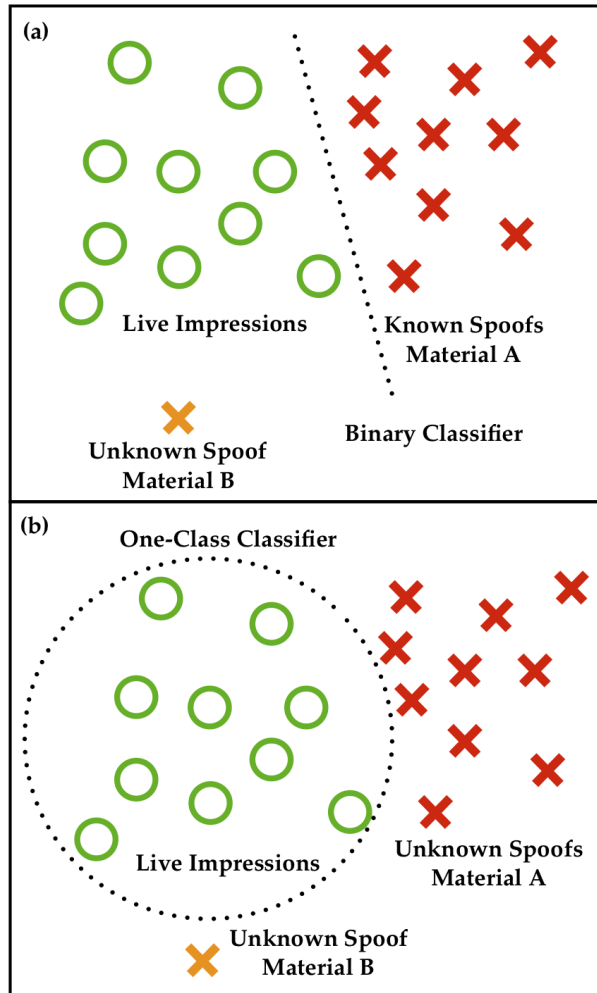 (a)
Live Impressions
Known Spoofs
Material A
Unknown Spoof
Material B
Binary Classifier
(b)
One-Class Classifier
Live Impressions
Unknown Spoofs
Material A
Unknown Spoof
Material B